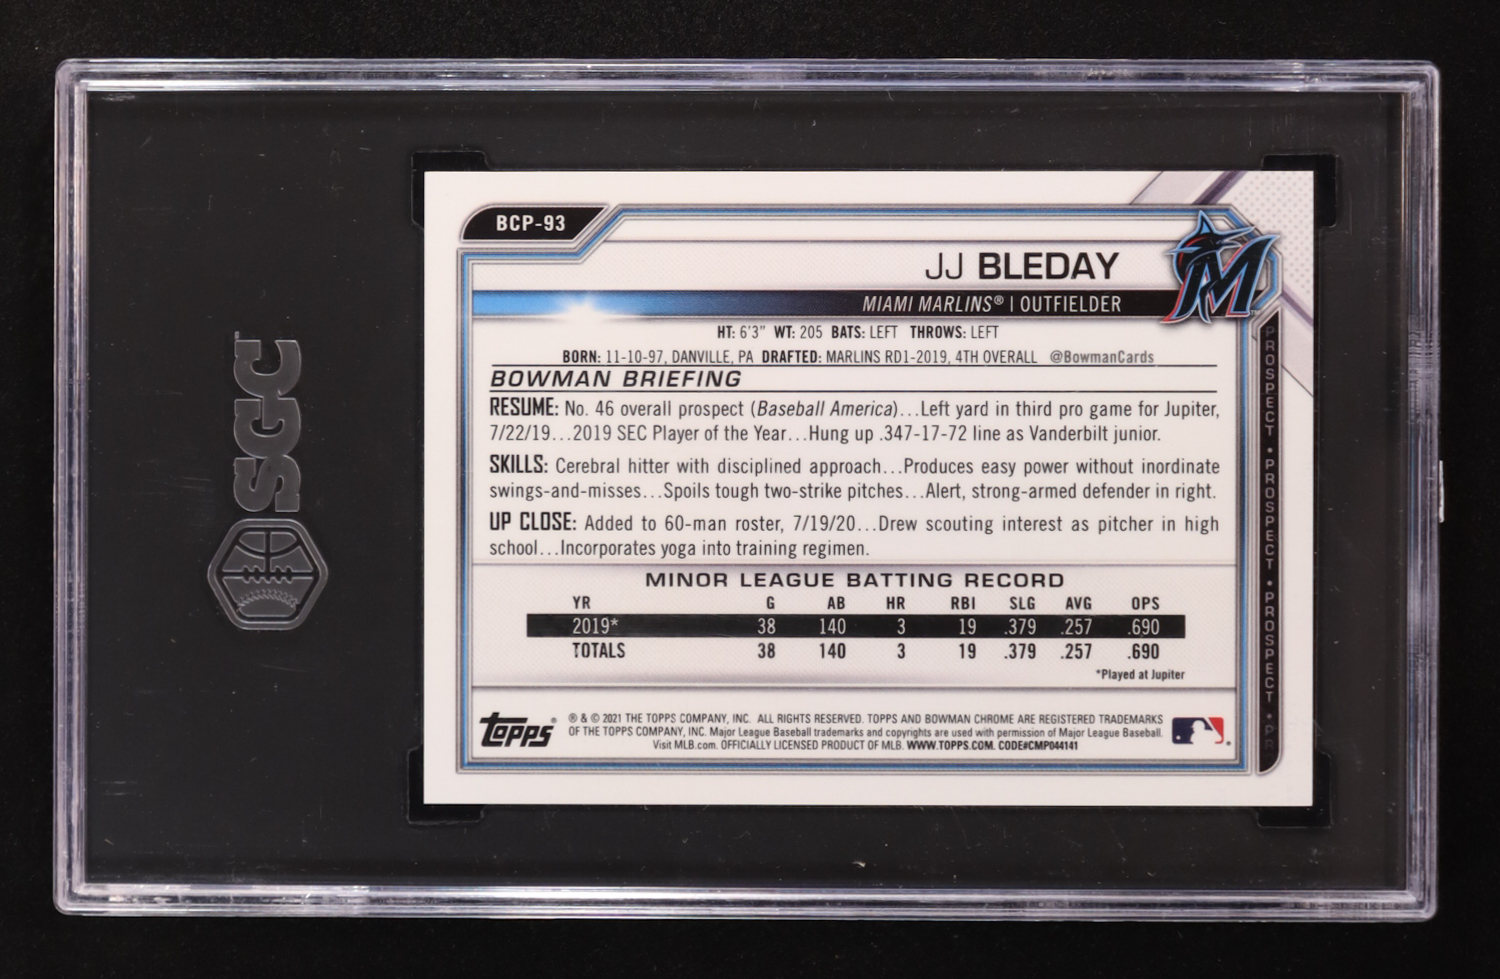 SGC
BCP-93
JJ BLEDAY
MIAMI MARLINS® | OUTFIELDER
HT: 6'3" WT: 205 BATS: LEFT THROWS: LEFT
BORN: 11-10-97, DANVILLE, PA DRAFTED: MARLINS RD1-2019, 4TH OVERALL @BowmanCards
BOWMAN BRIEFING
RESUME: No. 46 overall prospect (Baseball America)...Left yard in third pro game for Jupiter,
7/22/19...2019 SEC Player of the Year...Hung up .347-17-72 line as Vanderbilt junior.
SKILLS: Cerebral hitter with disciplined approach...Produces easy power without inordinate
swings-and-misses...Spoils tough two-strike pitches...Alert, strong-armed defender in right.
UP CLOSE: Added to 60-man roster, 7/19/20...Drew scouting interest as pitcher in high
school...Incorporates yoga into training regimen.
MINOR LEAGUE BATTING RECORD
YR G AB HR RBI SLG AVG OPS
2019* 38 140 3 19 .379 .257 .690
TOTALS 38 140 3 19 .379 .257 .690
*Played at Jupiter
Topps® ® & © 2021 THE TOPPS COMPANY, INC. ALL RIGHTS RESERVED. TOPPS AND BOWMAN CHROME ARE REGISTERED TRADEMARKS
OF THE TOPPS COMPANY, INC. Major League Baseball trademarks and copyrights are used with permission of Major League Baseball.
Visit MLB.com. OFFICIALLY LICENSED PRODUCT OF MLB. WWW.TOPPS.COM. CODE#CMP044141
PROSPECT • PROSPECT • PROSPECT • PR